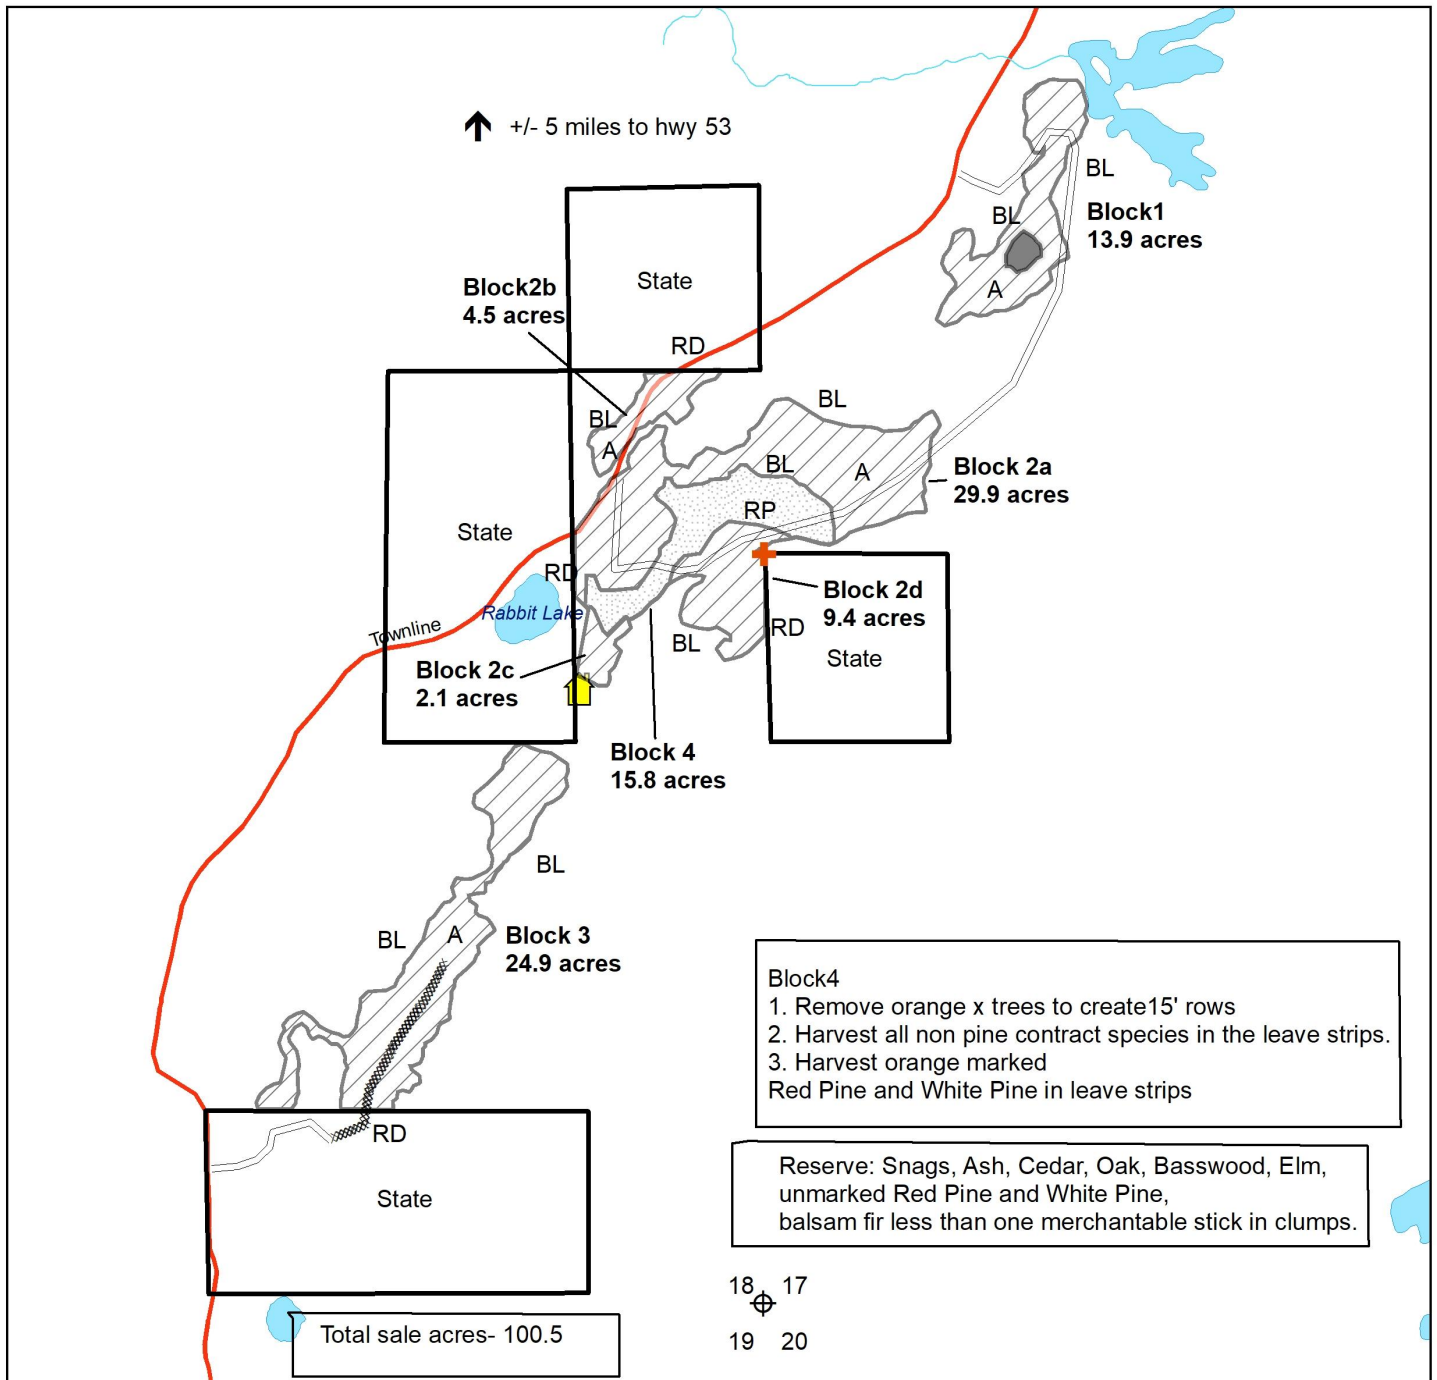 +/- 5 miles to hwy 53
BL
Block1
13.9 acres
BL
A
State
Block2b
4.5 acres
RD
BL
A
BL
BL
A
Block 2a
29.9 acres
RP
State
RD
Rabbit Lake
Townline
Block 2d
9.4 acres
RD
BL
State
Block 2c
2.1 acres
Block 4
15.8 acres
BL
BL
A
Block 3
24.9 acres
Block4
1. Remove orange x trees to create15' rows
2. Harvest all non pine contract species in the leave strips.
3. Harvest orange marked
Red Pine and White Pine in leave strips
RD
State
Reserve: Snags, Ash, Cedar, Oak, Basswood, Elm,
unmarked Red Pine and White Pine,
balsam fir less than one merchantable stick in clumps.
18 17
19 20
Total sale acres- 100.5